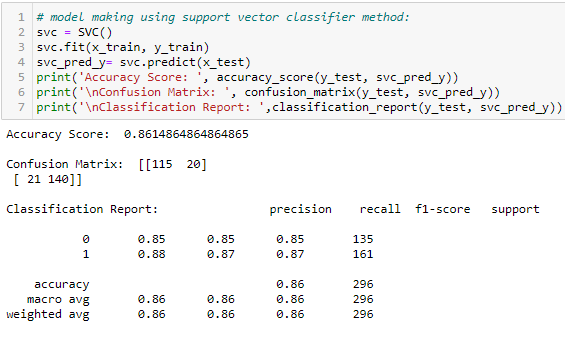 1 # model making using support vector classifier method:
2 svc = SVC()
3 svc.fit(x_train, y_train)
4 svc_pred_y= svc.predict(x_test)
5 print('Accuracy Score: ', accuracy_score(y_test, svc_pred_y))
6 print('\nConfusion Matrix: ', confusion_matrix(y_test, svc_pred_y))
7 print('\nClassification Report: ',classification_report(y_test, svc_pred_y))
Accuracy Score:  0.8614864864864865
Confusion Matrix:  [[115  20]
[ 21 140]]
Classification Report:                precision    recall  f1-score   support
0       0.85      0.85      0.85       135
1       0.88      0.87      0.87       161
accuracy                           0.86       296
macro avg       0.86      0.86      0.86       296
weighted avg       0.86      0.86      0.86       296